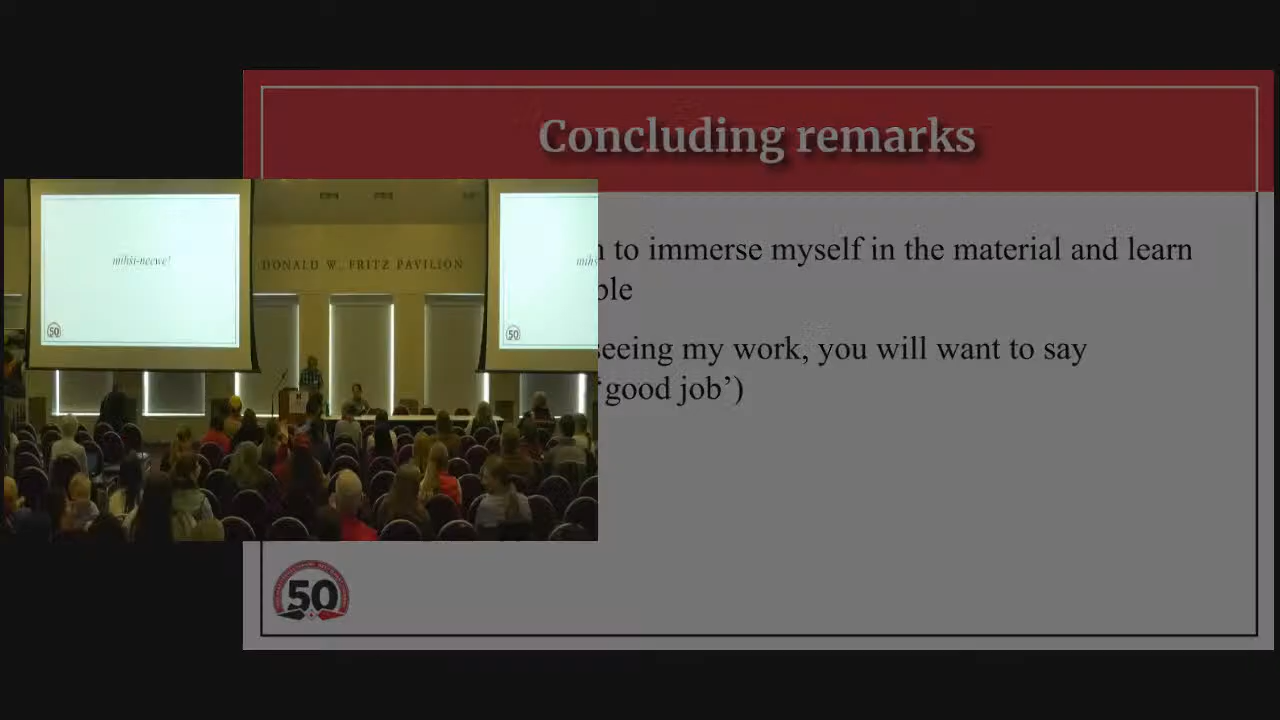 Concluding remarks
to immerse myself in the material and learn
seeing my work, you will want to say
‘good job’)
50
mihši-neewe!
50
50
DONALD W. FRITZ PAVILION